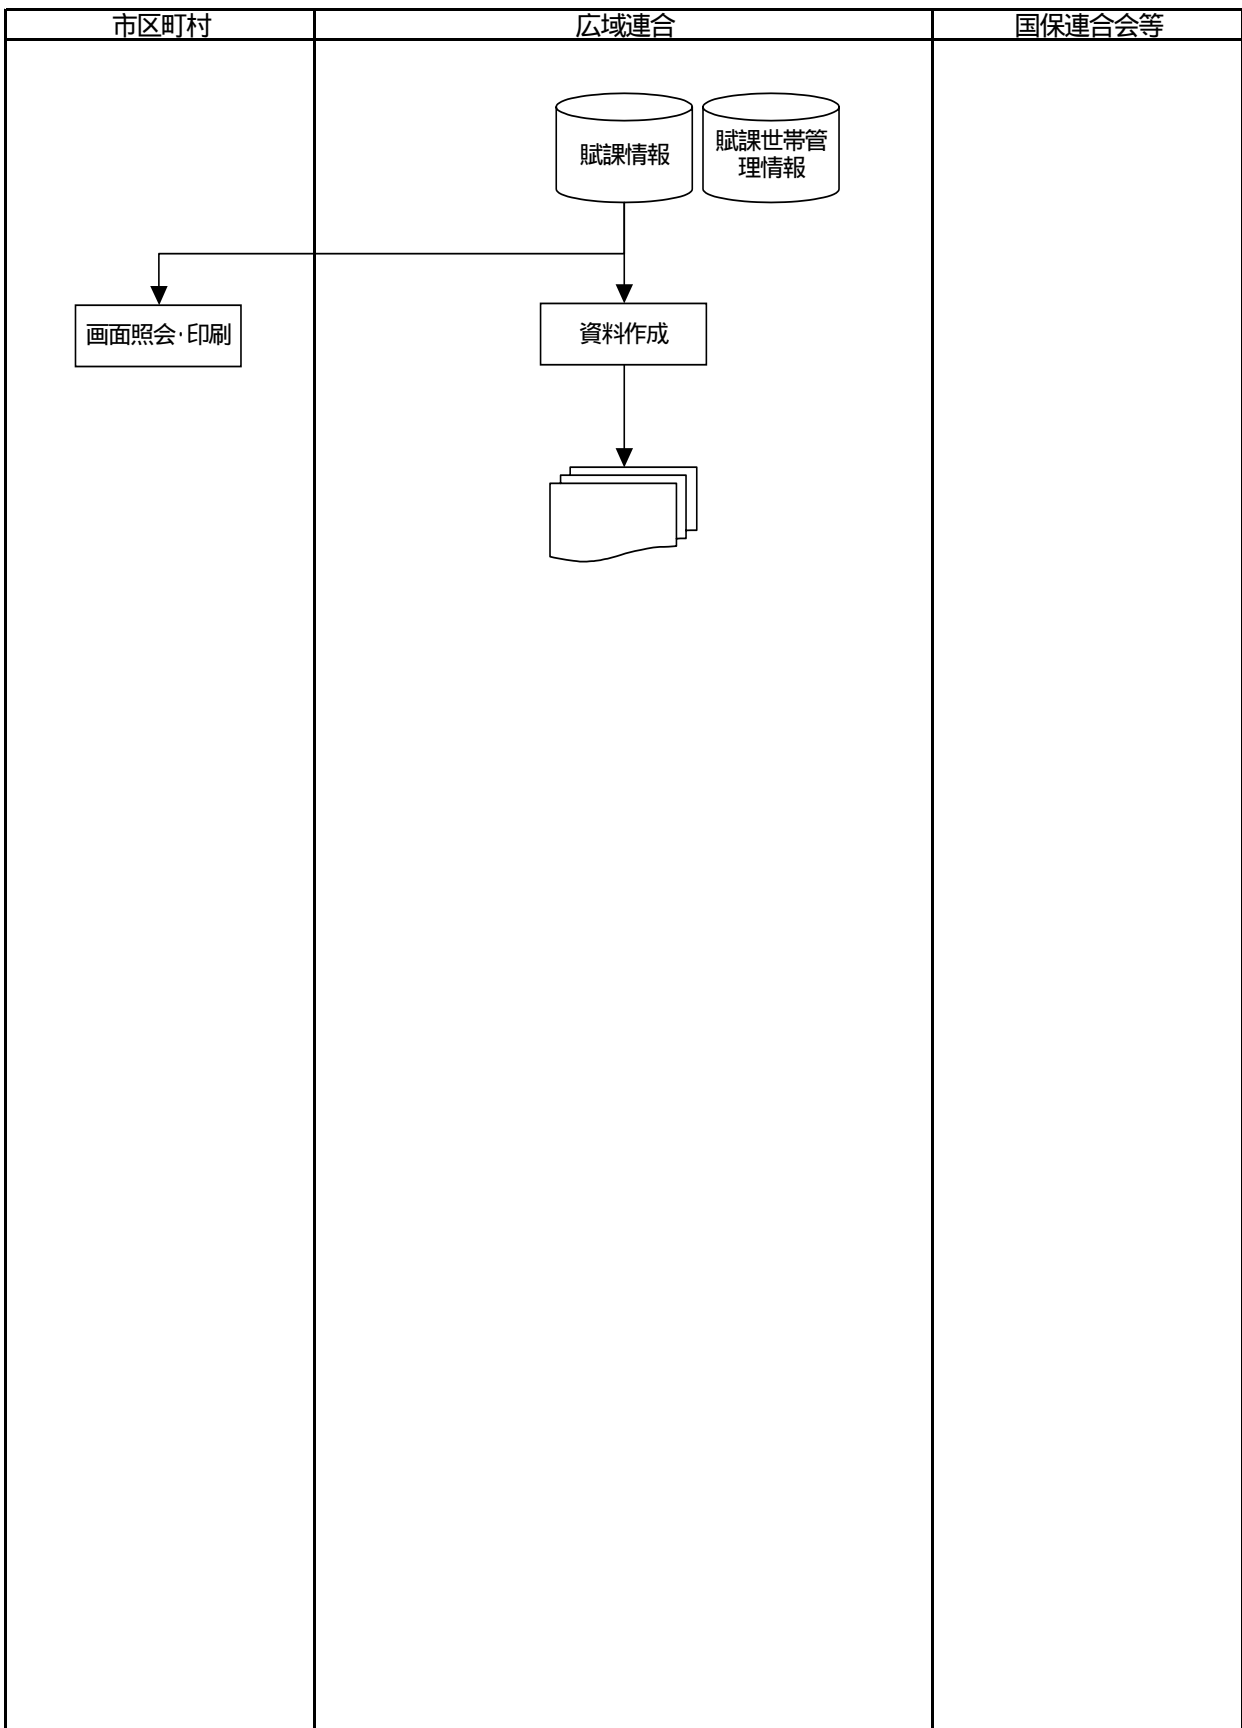 市区町村
広域連合
国保連合会等
賦課情報
賦課世帯管
理情報
画面照会・印刷
資料作成